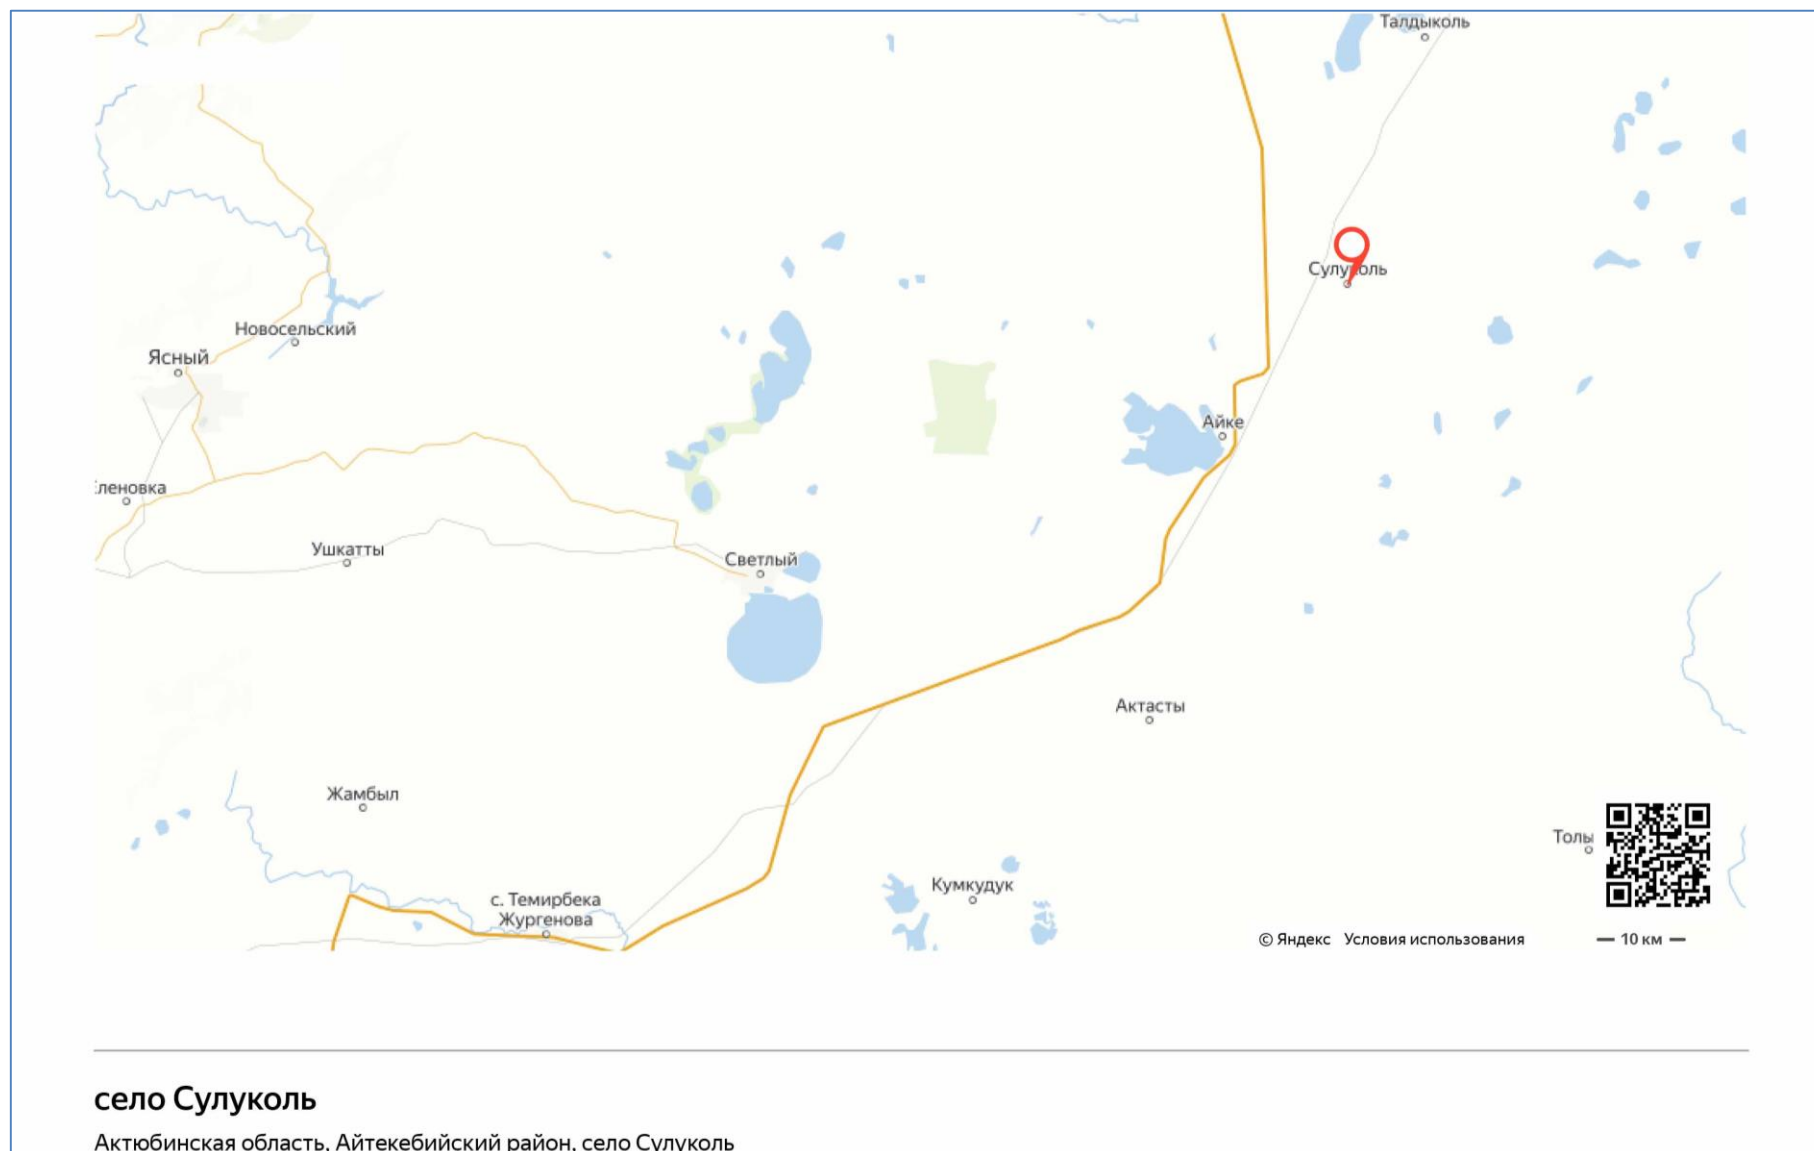 Талдыколь
Сулуколь
Новосельский
Ясный
Айке
леновка
Ушкатты
Светлый
Актасты
Жамбыл
Толы
Кумкудук
с. Темирбека
Жургенова
© Яндекс Условия использования
10 км
село Сулуколь
Актюбинская область, Айтекебийский район, село Сулуколь